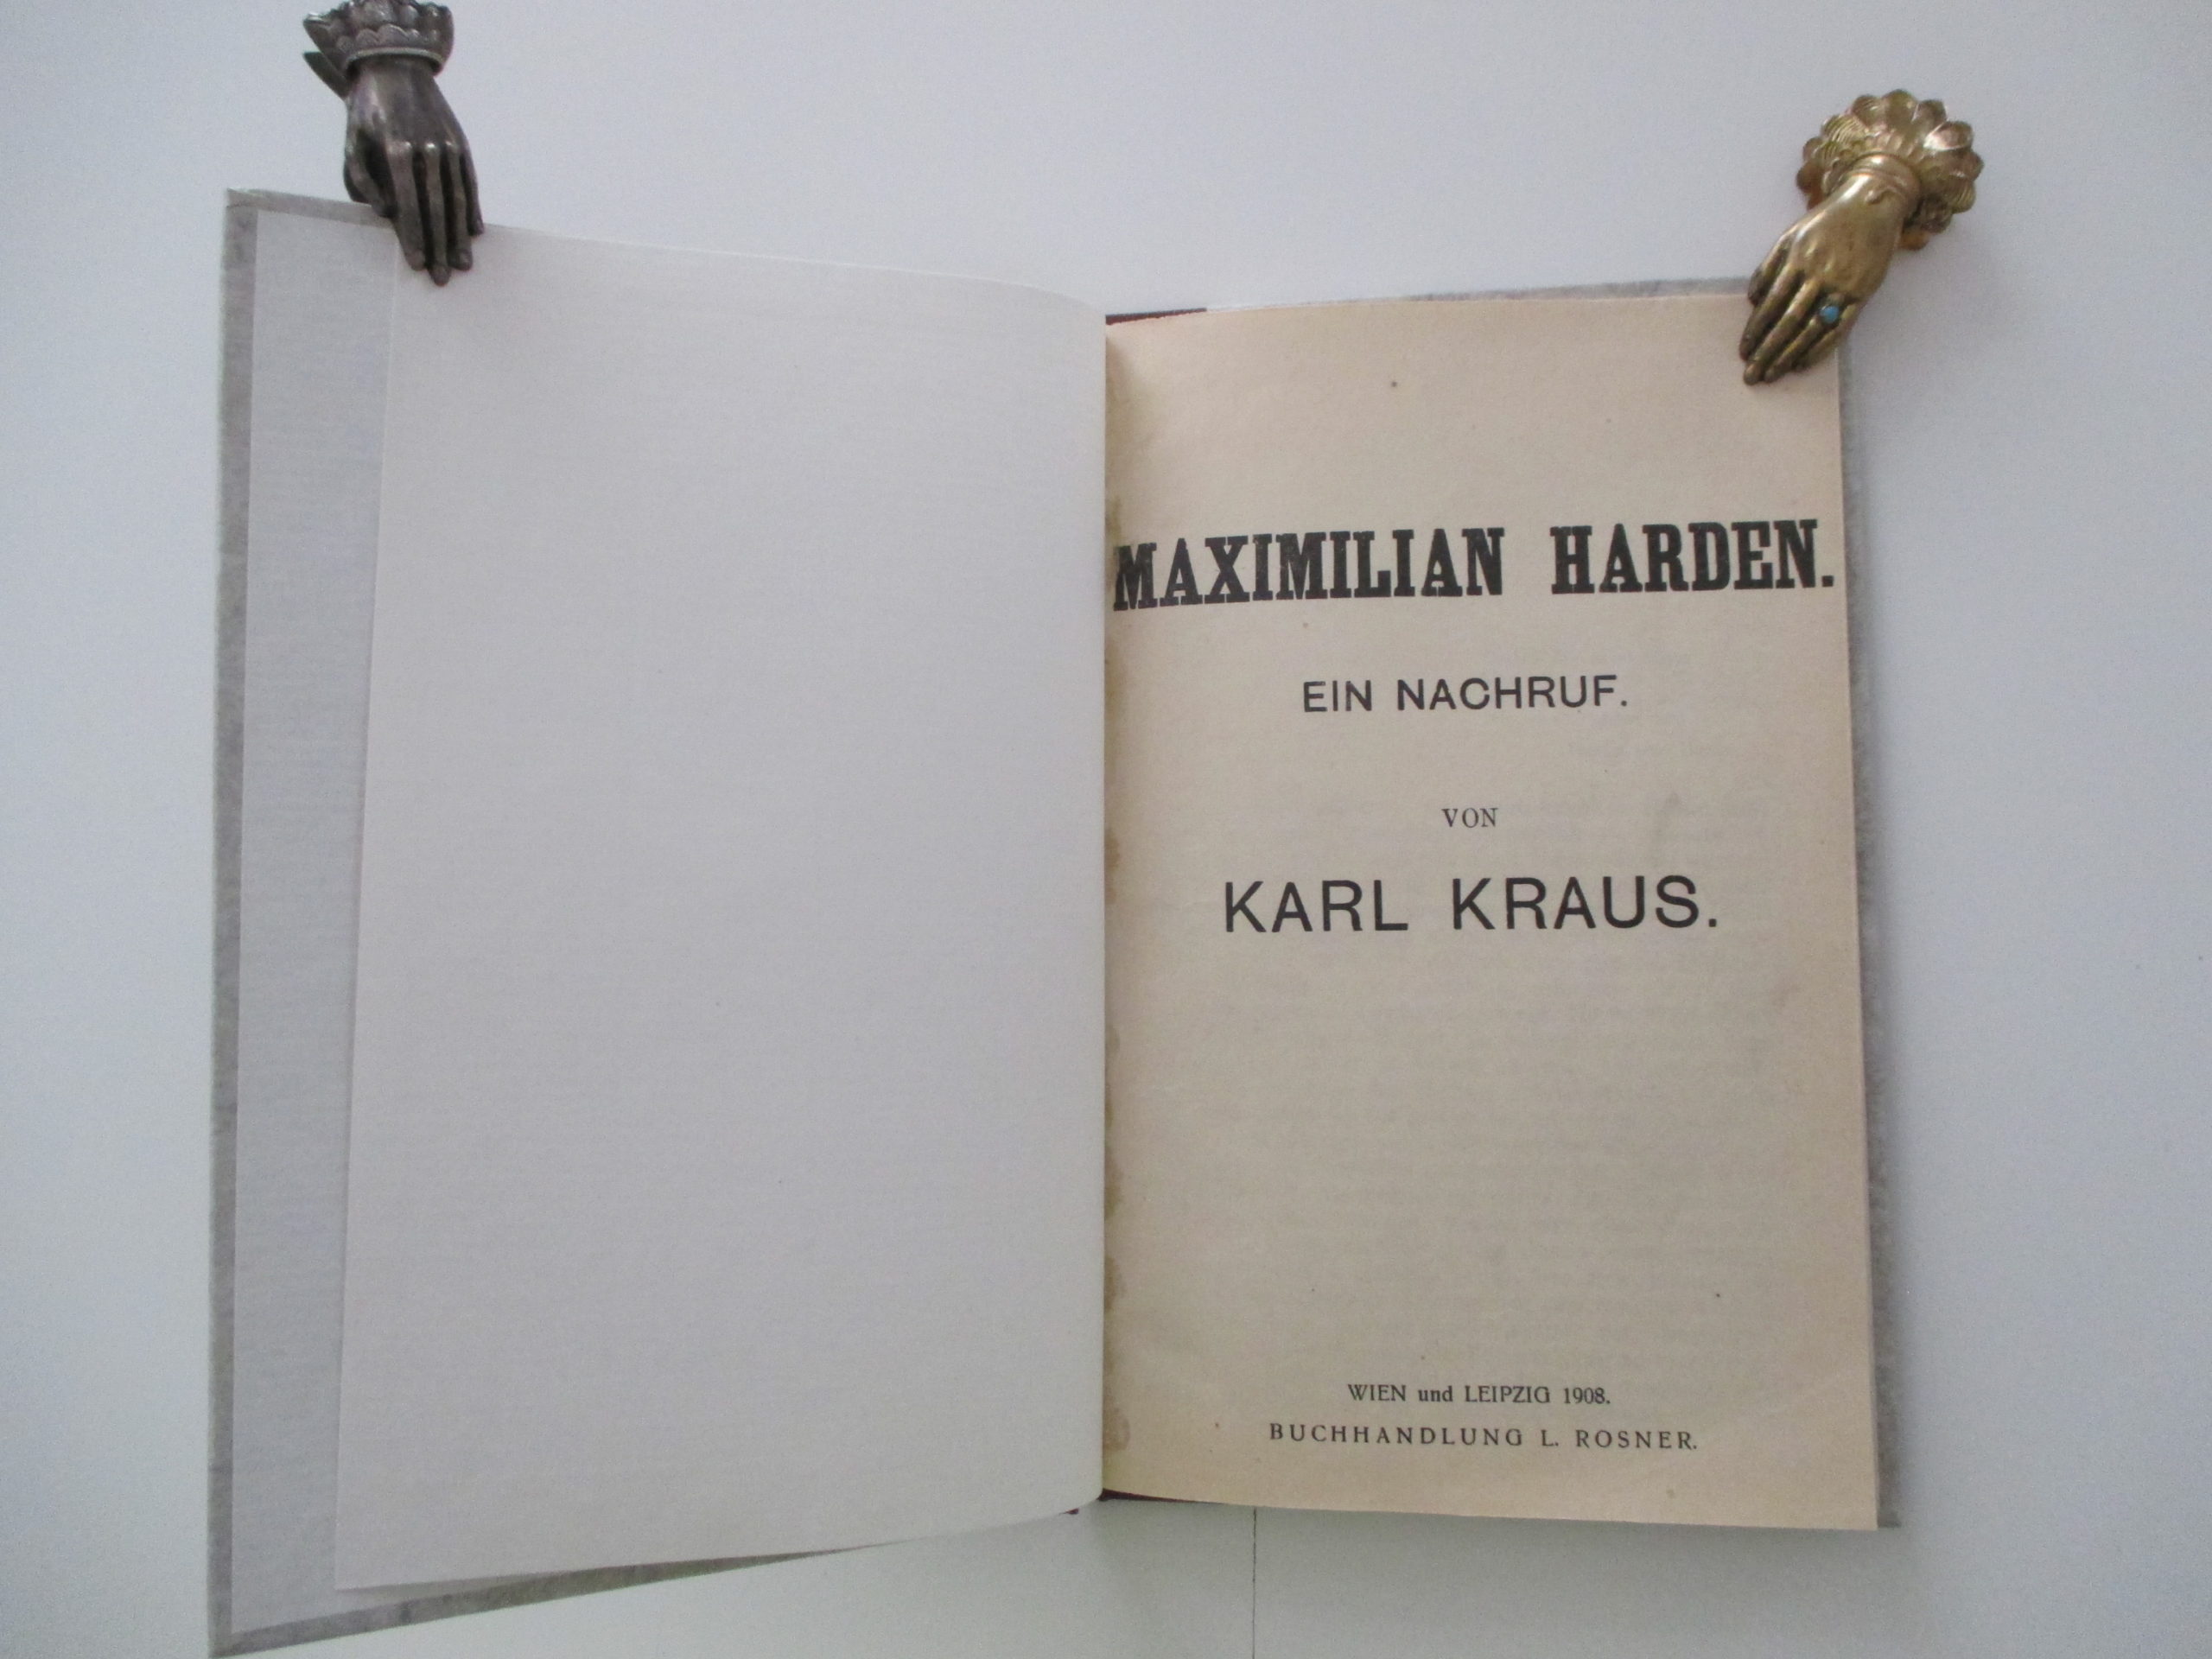 MAXIMILIAN HARDEN.
EIN NACHRUF.
VON
KARL KRAUS.
WIEN und LEIPZIG 1908.
BUCHHANDLUNG L. ROSNER.